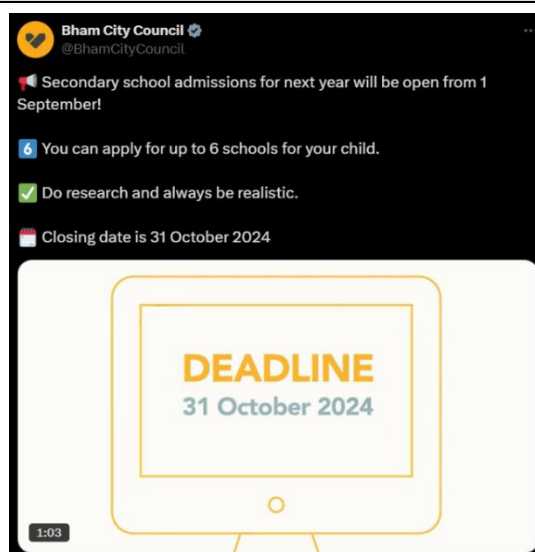 Bham City Council
@BhamCityCouncil
📢 Secondary school admissions for next year will be open from 1
September!
6️⃣ You can apply for up to 6 schools for your child.
✅ Do research and always be realistic.
🗓️ Closing date is 31 October 2024
DEADLINE
31 October 2024
1:03